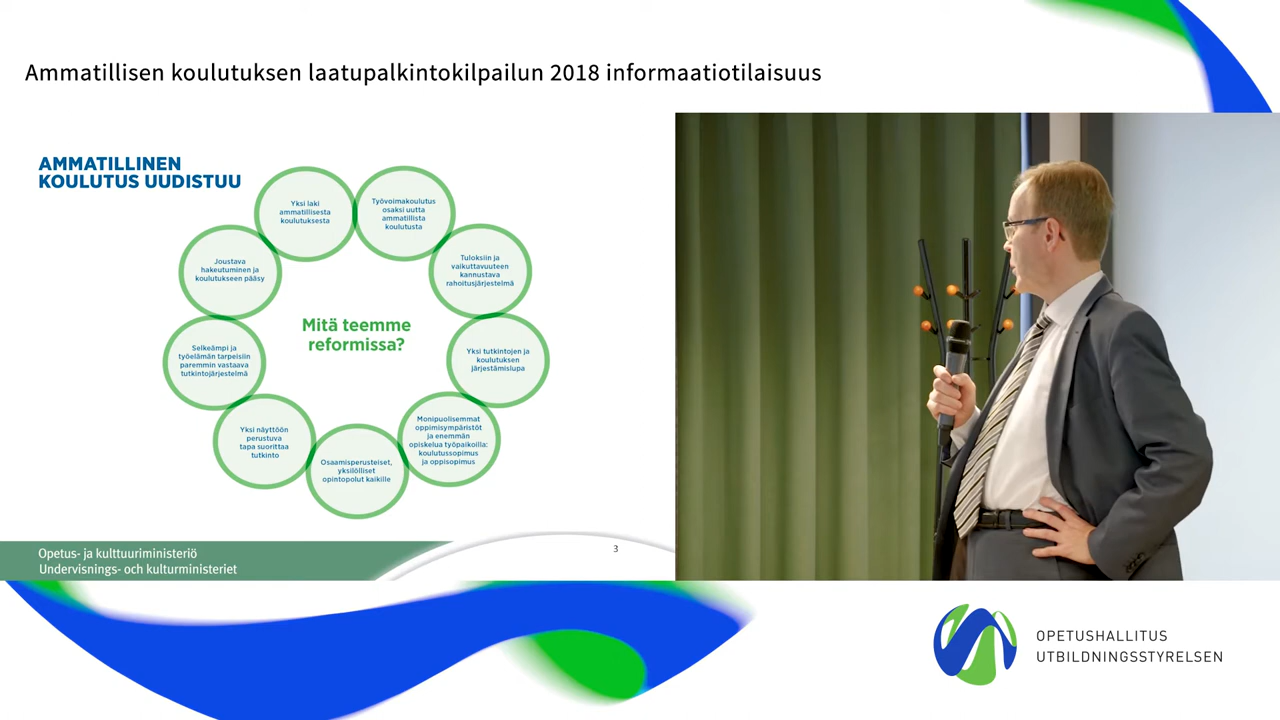 Ammatillisen koulutuksen laatupalkintokilpailun 2018 informaatiotilaisuus
AMMATILLINEN
KOULUTUS UUDISTUU
Yksi laki
ammatillisesta
koulutuksesta
Työvoimakoulutus
osaksi uutta
ammatillista
koulutusta
Joustava
hakeutuminen ja
koulutukseen pääsy
Tuloksiin ja
vaikuttavuuteen
kannustava
rahoitusjärjestelmä
Mitä teemme
reformissa?
Selkeämpi ja
työelämän tarpeisiin
paremmin vastaava
tutkintojärjestelmä
Yksi tutkintojen ja
koulutuksen
järjestämislupa
Yksi näyttöön
perustuva
tapa suorittaa
tutkinto
Monipuolisemmat
oppimisympäristöt
ja enemmän
opiskelua työpaikoilla:
koulutussopimus
ja oppisopimus
Osaamisperusteiset,
yksilölliset
opintopolut kaikille
Opetus- ja kulttuuriministeriö
Undervisnings- och kulturministeriet
3
OPETUSHALLITUS
UTBILDNINGSSTYRELSEN